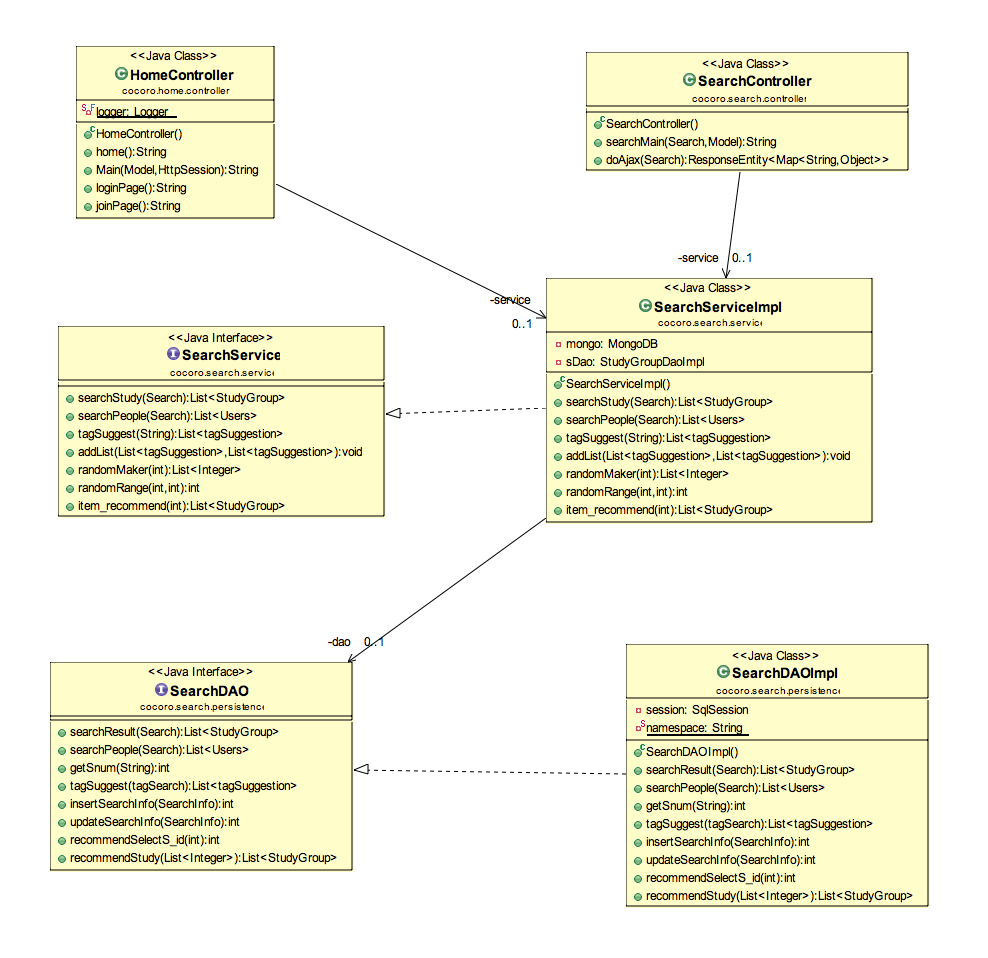 <<Java Class>>
HomeController
cocoro.home.controller
logger: Logger
HomeController()
home():String
Main(Model,HttpSession):String
loginPage():String
joinPage():String
<<Java Class>>
SearchController
cocoro.search.controller
SearchController()
searchMain(Search,Model):String
doAjax(Search):ResponseEntity<Map<String,Object>>
-service 0..1
-service
0..1
<<Java Class>>
SearchServiceImpl
cocoro.search.service
mongo: MongoDB
sDao: StudyGroupDaoImpl
SearchServiceImpl()
searchStudy(Search):List<StudyGroup>
searchPeople(Search):List<Users>
tagSuggest(String):List<tagSuggestion>
addList(List<tagSuggestion>,List<tagSuggestion>):void
randomMaker(int):List<Integer>
randomRange(int,int):int
item_recommend(int):List<StudyGroup>
<<Java Interface>>
SearchService
cocoro.search.service
searchStudy(Search):List<StudyGroup>
searchPeople(Search):List<Users>
tagSuggest(String):List<tagSuggestion>
addList(List<tagSuggestion>,List<tagSuggestion>):void
randomMaker(int):List<Integer>
randomRange(int,int):int
item_recommend(int):List<StudyGroup>
-dao 0..1
<<Java Interface>>
SearchDAO
cocoro.search.persistence
searchResult(Search):List<StudyGroup>
searchPeople(Search):List<Users>
getSnum(String):int
tagSuggest(tagSearch):List<tagSuggestion>
insertSearchInfo(SearchInfo):int
updateSearchInfo(SearchInfo):int
recommendSelectS_id(int):int
recommendStudy(List<Integer>):List<StudyGroup>
<<Java Class>>
SearchDAOImpl
cocoro.search.persistence
session: SqlSession
namespace: String
SearchDAOImpl()
searchResult(Search):List<StudyGroup>
searchPeople(Search):List<Users>
getSnum(String):int
tagSuggest(tagSearch):List<tagSuggestion>
insertSearchInfo(SearchInfo):int
updateSearchInfo(SearchInfo):int
recommendSelectS_id(int):int
recommendStudy(List<Integer>):List<StudyGroup>